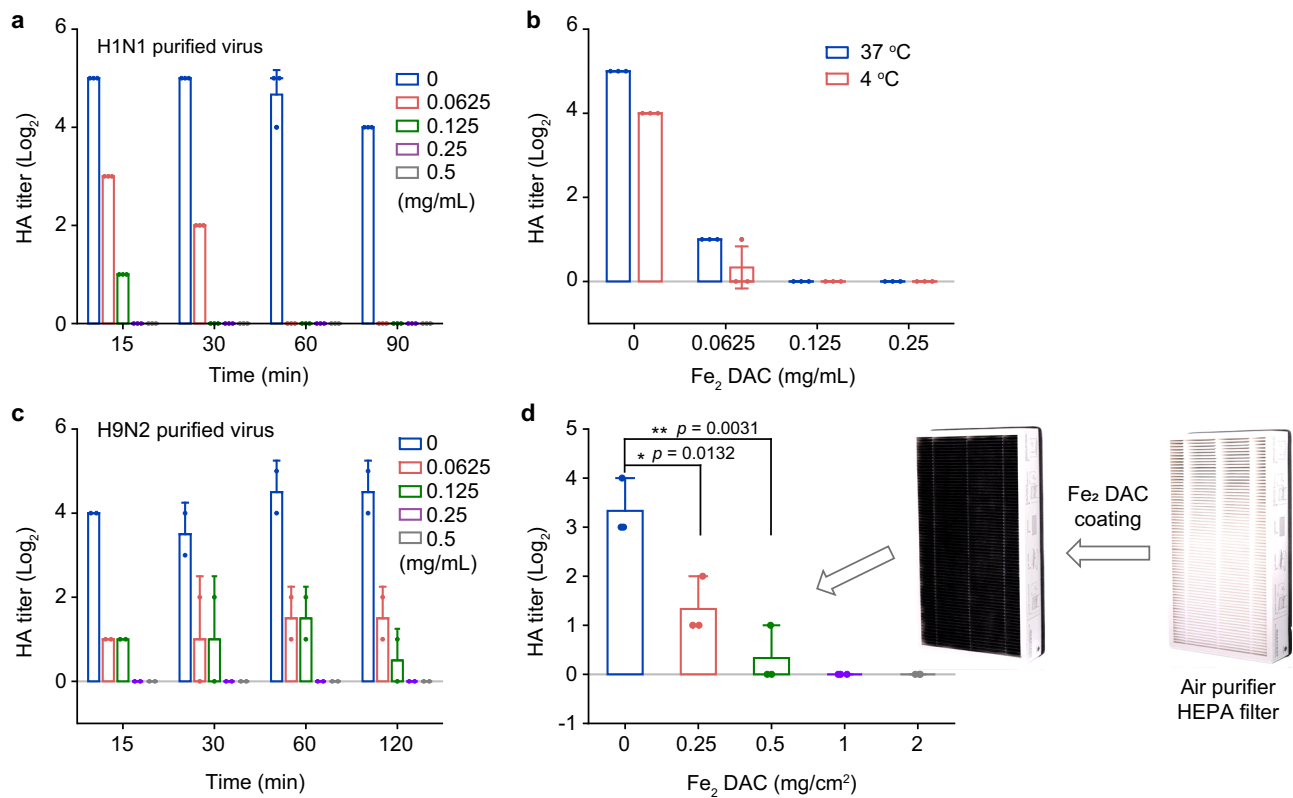 a
H1N1 purified virus
HA titer (Log₂)
6
4
2
0
0
0.0625
0.125
0.25
0.5
(mg/mL)
15 30 60 90
Time (min)
b
HA titer (Log₂)
6
4
2
0
37 °C
4 °C
0 0.0625 0.125 0.25
Fe₂ DAC (mg/mL)
c
H9N2 purified virus
HA titer (Log₂)
6
4
2
0
0
0.0625
0.125
0.25
0.5
(mg/mL)
15 30 60 120
Time (min)
d
HA titer (Log₂)
5
4
3
2
1
0
-1
** p = 0.0031
* p = 0.0132
0 0.25 0.5 1 2
Fe₂ DAC (mg/cm²)
Fe₂ DAC
coating
Air purifier
HEPA filter